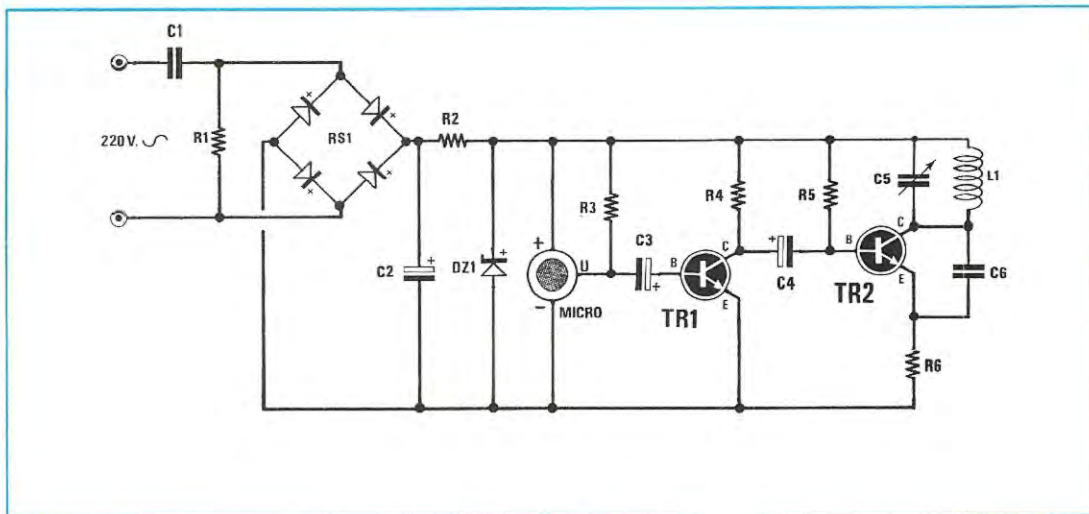 C1
220V.
R1
RS1
R2
C2
+
DZ1
+
+
U
−
MICRO
R3
C3
+
B
C
E
TR1
R4
+
C4
R5
B
C
E
TR2
C5
L1
C6
R6